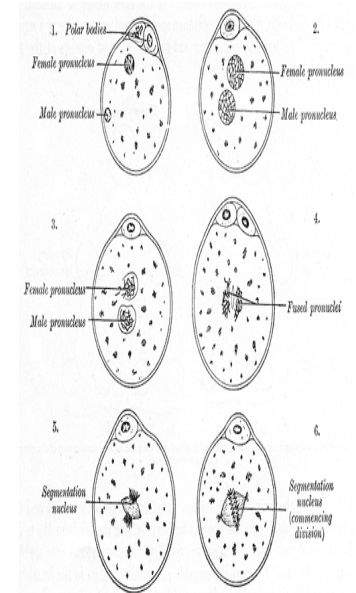 1. Polar bodies
Female pronucleus
Male pronucleus
2.
Female pronucleus
Male pronucleus
3.
Female pronucleus
Male pronucleus
4.
Fused pronuclei
5.
Segmentation
nucleus
6.
Segmentation
nucleus
(commencing
division)